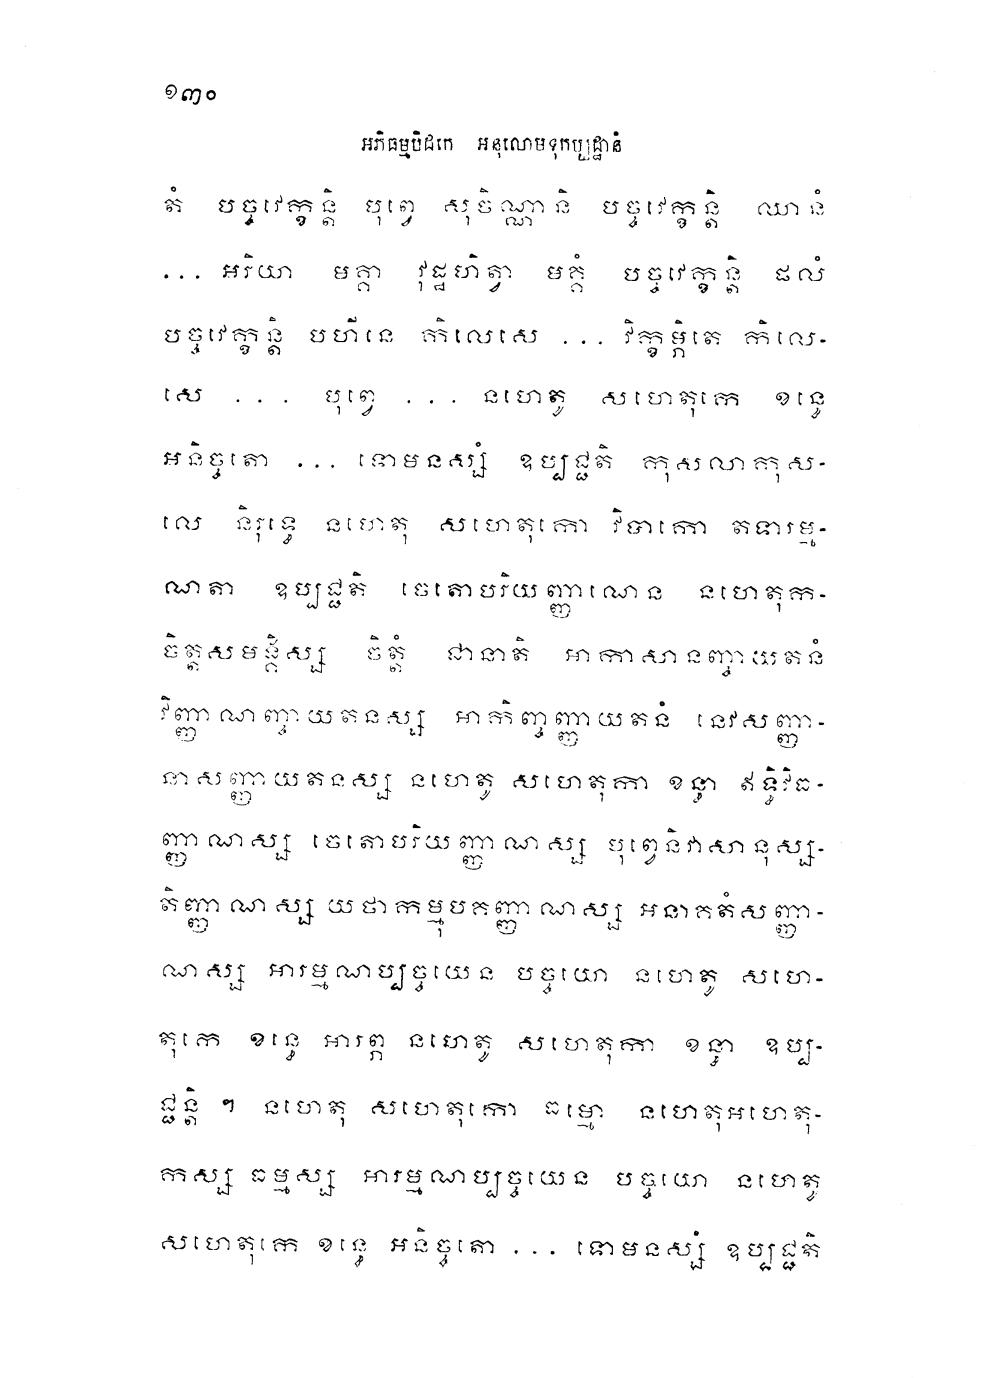 ១៣០
អភិធម្មបិដកេ អនុលោមទុកប្បដ្ឋានំ
តំ បច្ចវេក្ខន្តិ បុព្វេ សុចិណ្ណានិ បច្ចវេក្ខន្តិ ឈានំ
... អរិយា មគ្គា វុដ្ឋហិត្វា មគ្គំ បច្ចវេក្ខន្តិ ផលំ
បច្ចវេក្ខន្តិ បហីនេ កិលេសេ ... វិក្ខម្ភិតេ កិលេ-
សេ ... បុព្វេ ... នហេតូ សហេតុកេ ខន្ធេ
អនិច្ចតោ ... ទោមនស្សំ ឧប្បជ្ជតិ កុសលាកុស-
លេ និរុទ្ធេ នហេតុ សហេតុកោ វិបាកោ តទារម្ម-
ណតា ឧប្បជ្ជតិ ចេតោបរិយញ្ញាណេន នហេតុក-
ចិត្តសមង្គិស្ស ចិត្តំ ជានាតិ អាកាសានញ្ចាយតនំ
វិញ្ញាណញ្ចាយតនស្ស អាកិញ្ចញ្ញាយតនំ នេវសញ្ញា-
នាសញ្ញាយតនស្ស នហេតូ សហេតុកា ខន្ធា ឥទ្ធិវិធ-
ញ្ញាណស្ស ចេតោបរិយញ្ញាណស្ស បុព្វេនិវាសានុស្ស-
តិញ្ញាណស្ស យថាកម្មុបគញ្ញាណស្ស អនាគតំសញ្ញា-
ណស្ស អារម្មណប្បច្ចយេន បច្ចយោ នហេតូ សហេ-
តុកេ ខន្ធេ អារព្ភ នហេតូ សហេតុកា ខន្ធា ឧប្ប-
ជ្ជន្តិ ។ នហេតុ សហេតុកោ ធម្មោ នហេតុអហេតុ-
កស្ស ធម្មស្ស អារម្មណប្បច្ចយេន បច្ចយោ នហេតូ
សហេតុកេ ខន្ធេ អនិច្ចតោ ... ទោមនស្សំ ឧប្បជ្ជតិ